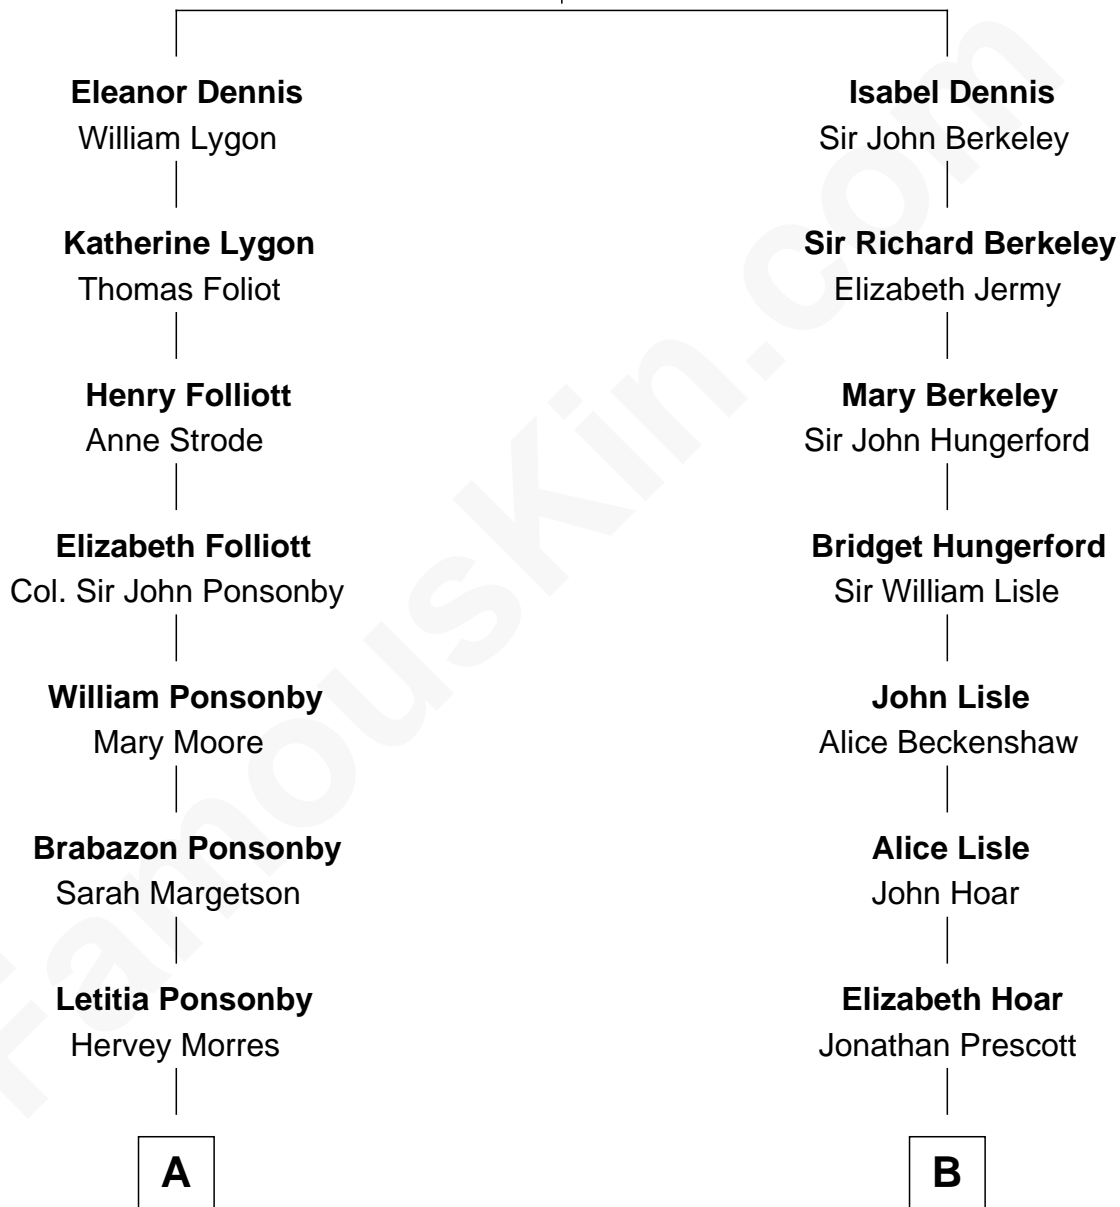 Eleanor Dennis
William Lygon
Katherine Lygon
Thomas Foliot
Henry Folliott
Anne Strode
Elizabeth Folliott
Col. Sir John Ponsonby
William Ponsonby
Mary Moore
Brabazon Ponsonby
Sarah Margetson
Letitia Ponsonby
Hervey Morres
A
Isabel Dennis
Sir John Berkeley
Sir Richard Berkeley
Elizabeth Jermy
Mary Berkeley
Sir John Hungerford
Bridget Hungerford
Sir William Lisle
John Lisle
Alice Beckenshaw
Alice Lisle
John Hoar
Elizabeth Hoar
Jonathan Prescott
B
FamousKin.com